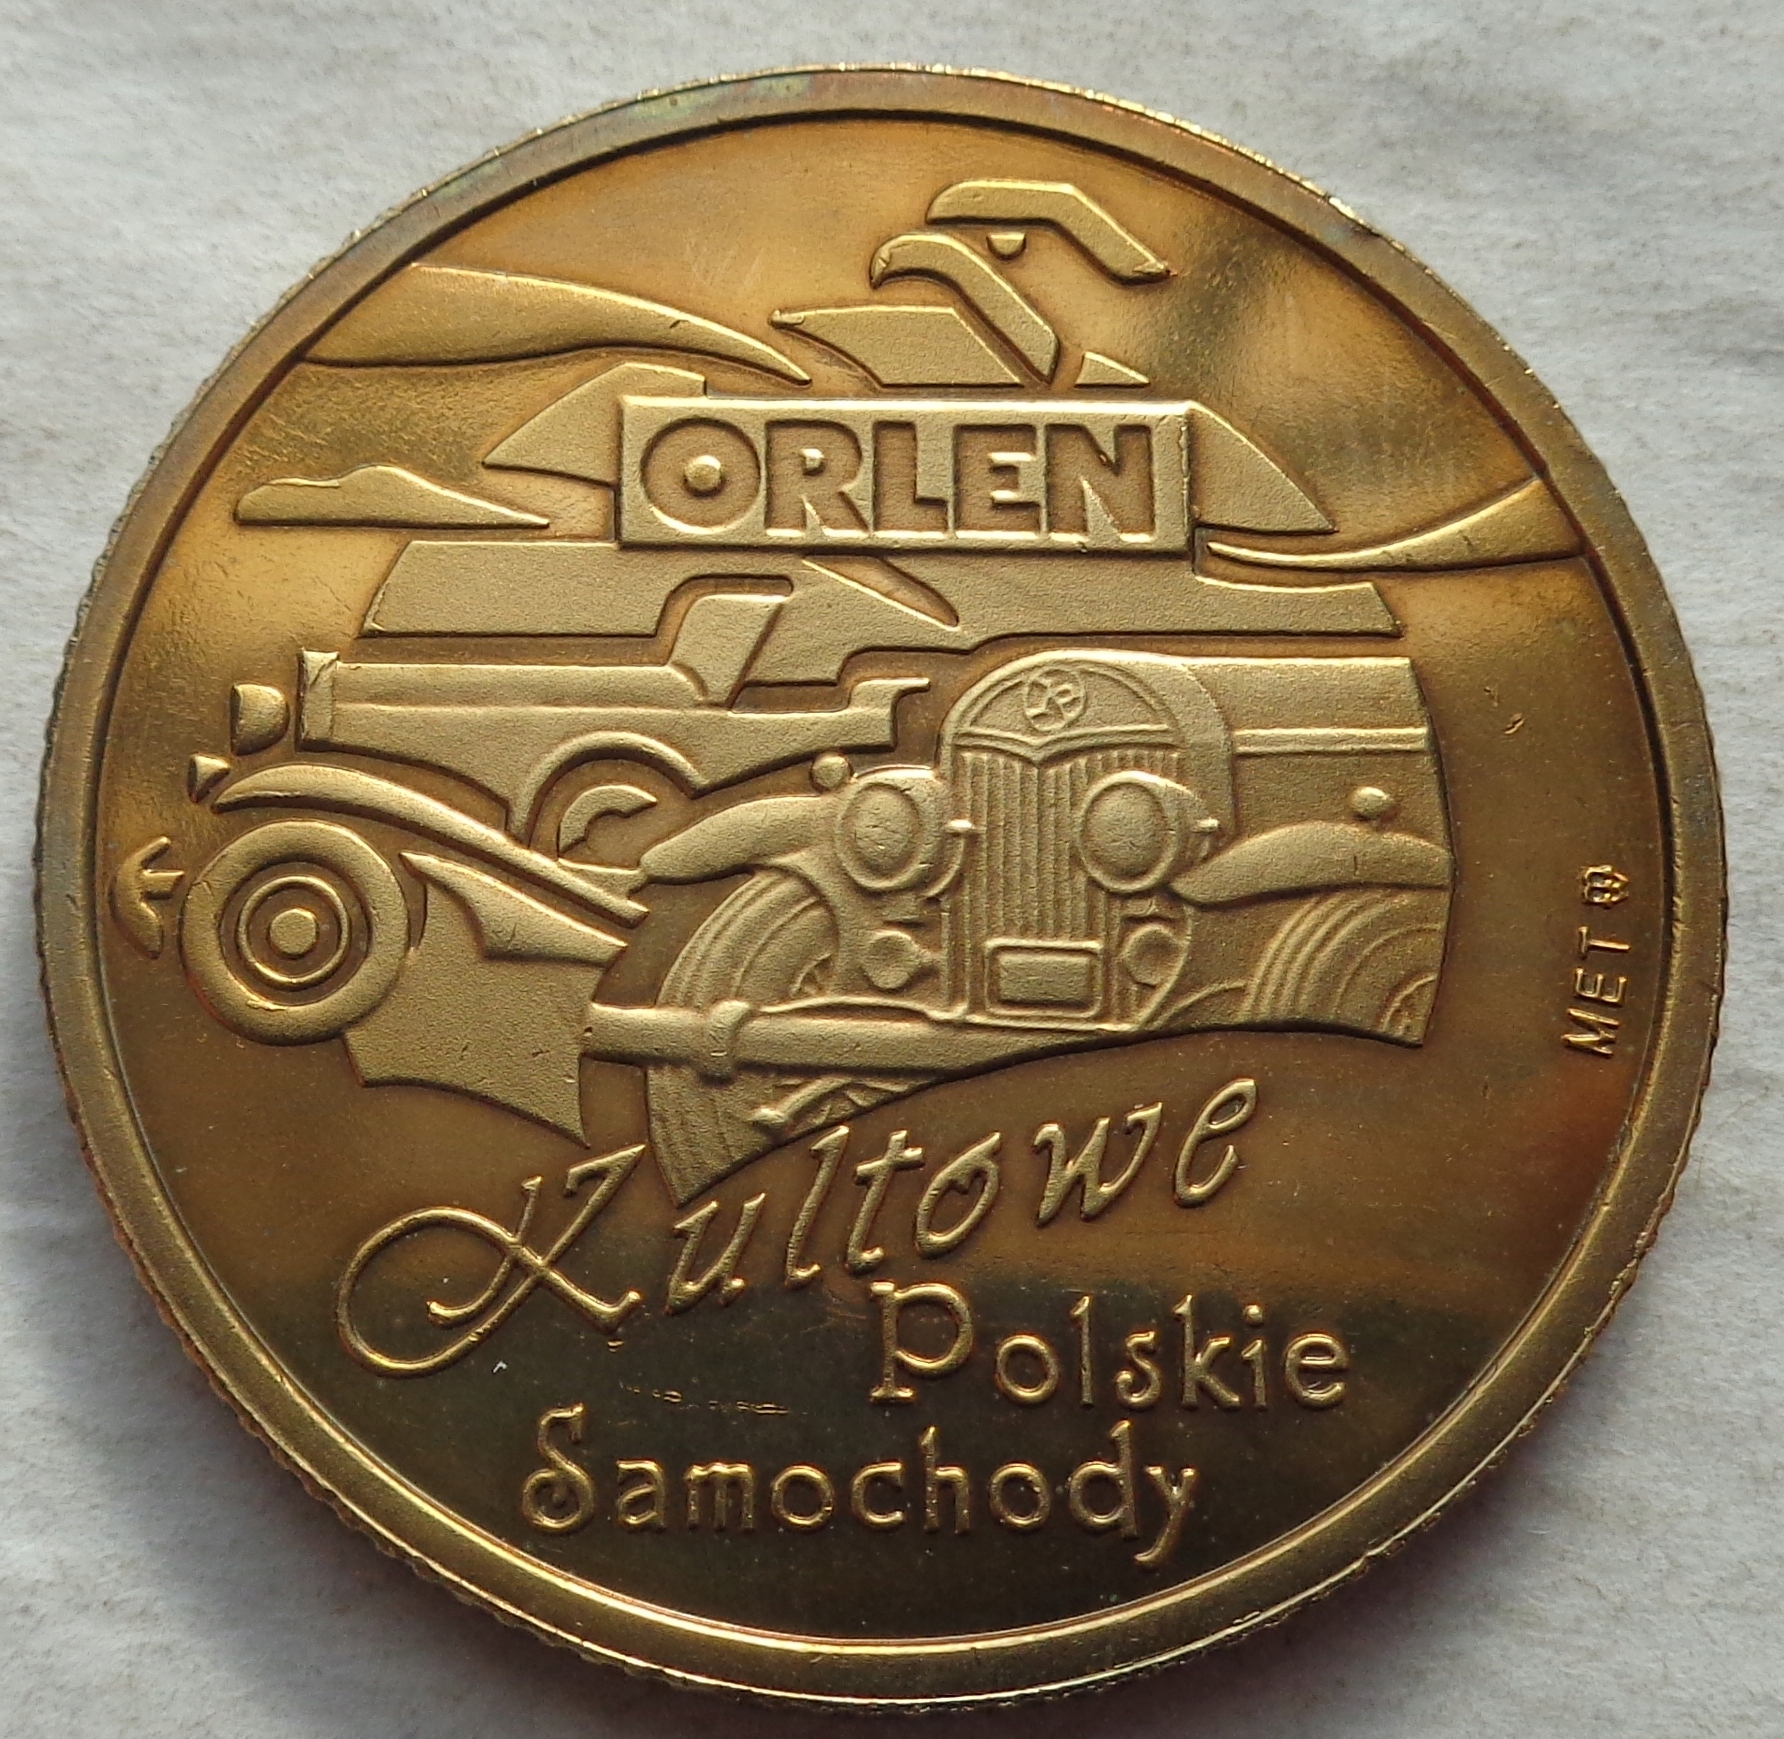 ORLEN
MET
Kultowe
Polskie
Samochody